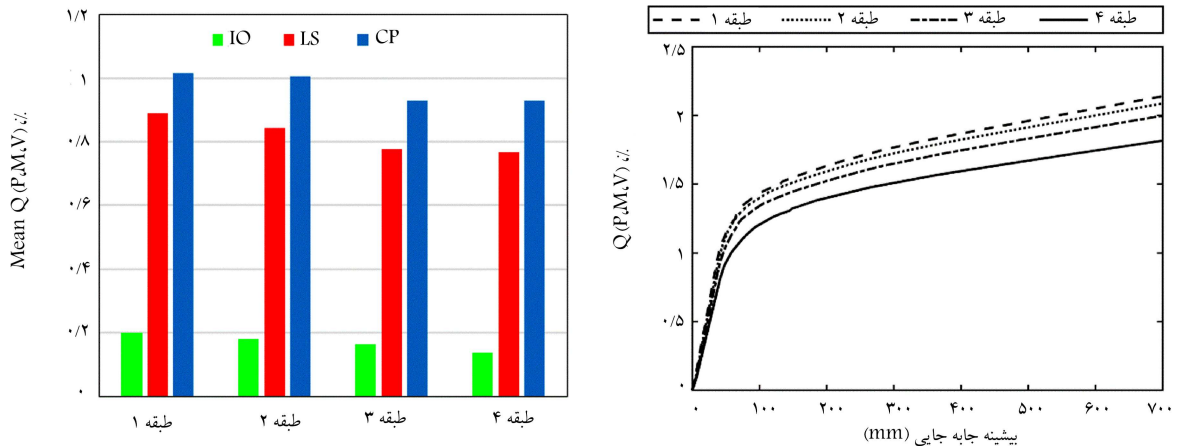 ۱/۲
IO LS CP
۱
۰/۸
۰/۶
۰/۴
۰/۲
۰
Mean Q (P,M,V) ٪
طبقه ۱ طبقه ۲ طبقه ۳ طبقه ۴
طبقه ۱ طبقه ۲ طبقه ۳ طبقه ۴
۲/۵
۲
۱/۵
۱
۰/۵
۰
Q (P,M,V) ٪
۰ ۱۰۰ ۲۰۰ ۳۰۰ ۴۰۰ ۵۰۰ ۶۰۰ ۷۰۰
بیشینه جابه جایی (mm)